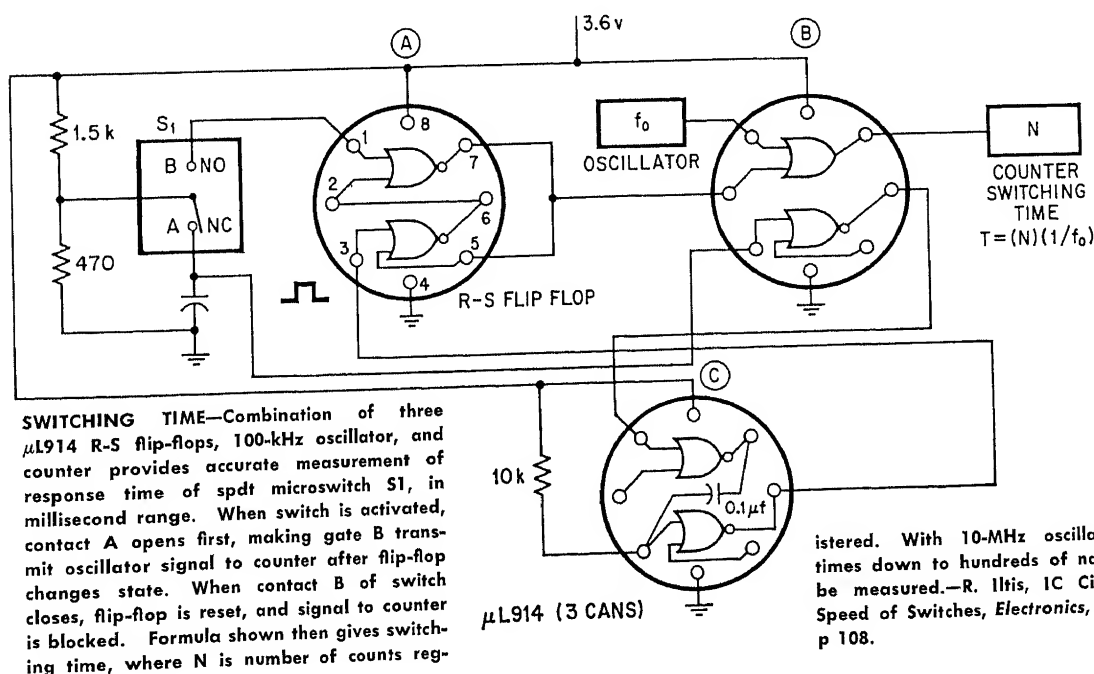 3.6 v
A
B
1.5 k
S1
B NO
A NC
470
1
2
3
4
5
6
7
8
R-S FLIP FLOP
f₀
OSCILLATOR
N
COUNTER
SWITCHING
TIME
T=(N)(1/f₀)
C
10 k
0.1 μf
μL914 (3 CANS)
SWITCHING TIME—Combination of three
μL914 R-S flip-flops, 100-kHz oscillator, and
counter provides accurate measurement of
response time of spdt microswitch S1, in
millisecond range. When switch is activated,
contact A opens first, making gate B trans-
mit oscillator signal to counter after flip-flop
changes state. When contact B of switch
closes, flip-flop is reset, and signal to counter
is blocked. Formula shown then gives switch-
ing time, where N is number of counts reg-
istered. With 10-MHz
times down to hundreds of
be measured.—R. Iltis, IC
Speed of Switches, Electronics,
p 108.